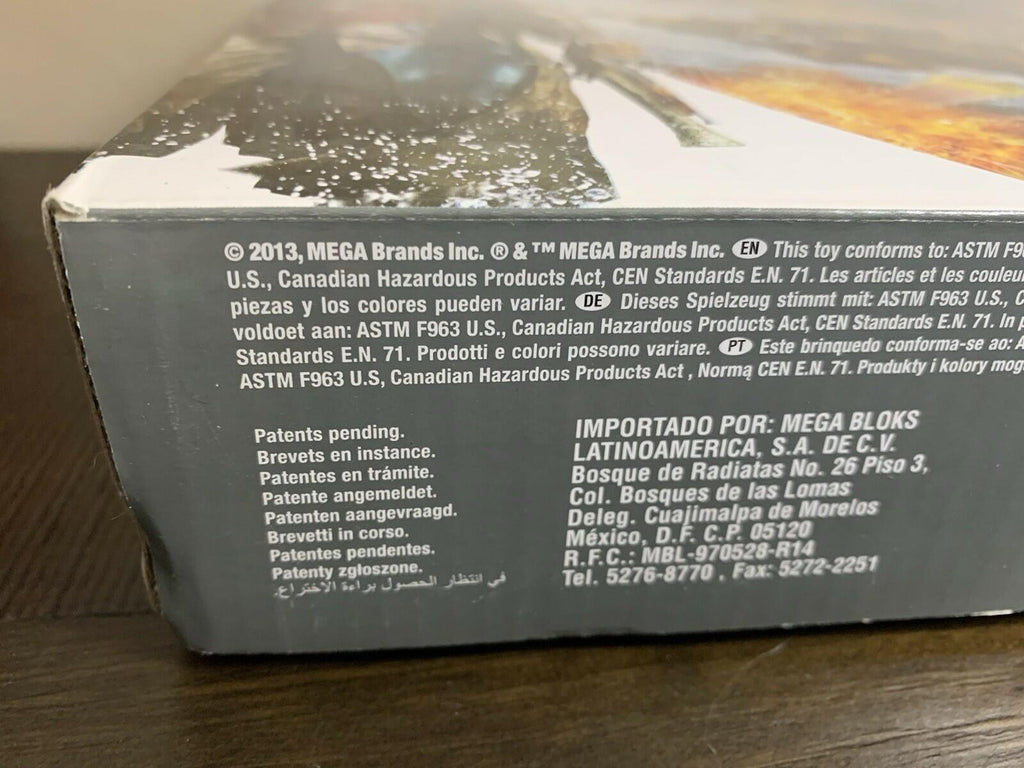 © 2013, MEGA Brands Inc. ® & ™ MEGA Brands Inc. EN This toy conforms to: ASTM
U.S., Canadian Hazardous Products Act, CEN Standards E.N. 71. Les articles et les
piezas y los colores pueden variar. DE Dieses Spielzeug stimmt mit: ASTM F963 U.S.,
voldoet aan: ASTM F963 U.S., Canadian Hazardous Products Act, CEN Standards E.N. 71. In
Standards E.N. 71. Prodotti e colori possono variare. PT Este brinquedo conforma-se ao:
ASTM F963 U.S, Canadian Hazardous Products Act , Normą CEN E.N. 71. Produkty i kolory
Patents pending.
Brevets en instance.
Patentes en trámite.
Patente angemeldet.
Patenten aangevraagd.
Brevetti in corso.
Patentes pendentes.
Patenty zgłoszone.
في انتظار الحصول براءة الاختراع.
IMPORTADO POR: MEGA BLOKS
LATINOAMERICA, S.A. DE C.V.
Bosque de Radiatas No. 26 Piso 3,
Col. Bosques de las Lomas
Deleg. Cuajimalpa de Morelos
México, D.F. C.P. 05120
R.F.C.: MBL-970528-R14
Tel. 5276-8770 , Fax: 5272-2251